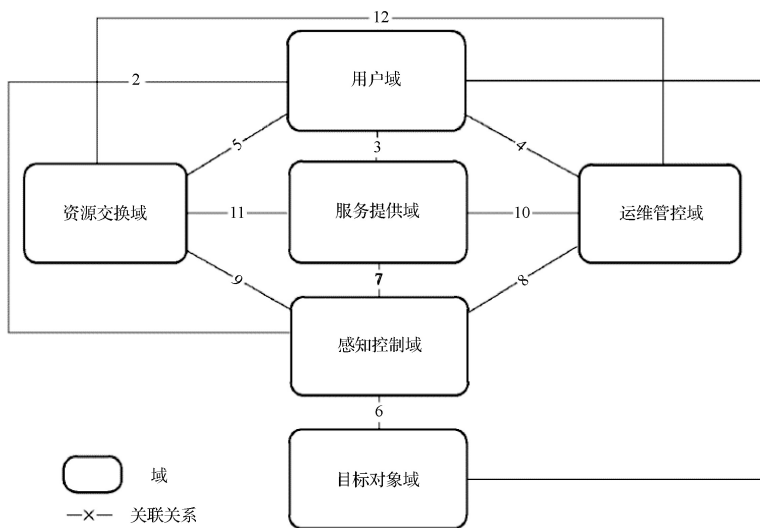 12
用户域
2
5
3
4
资源交换域
11
服务提供域
10
运维管控域
9
7
8
感知控制域
6
目标对象域
域
—×— 关联关系